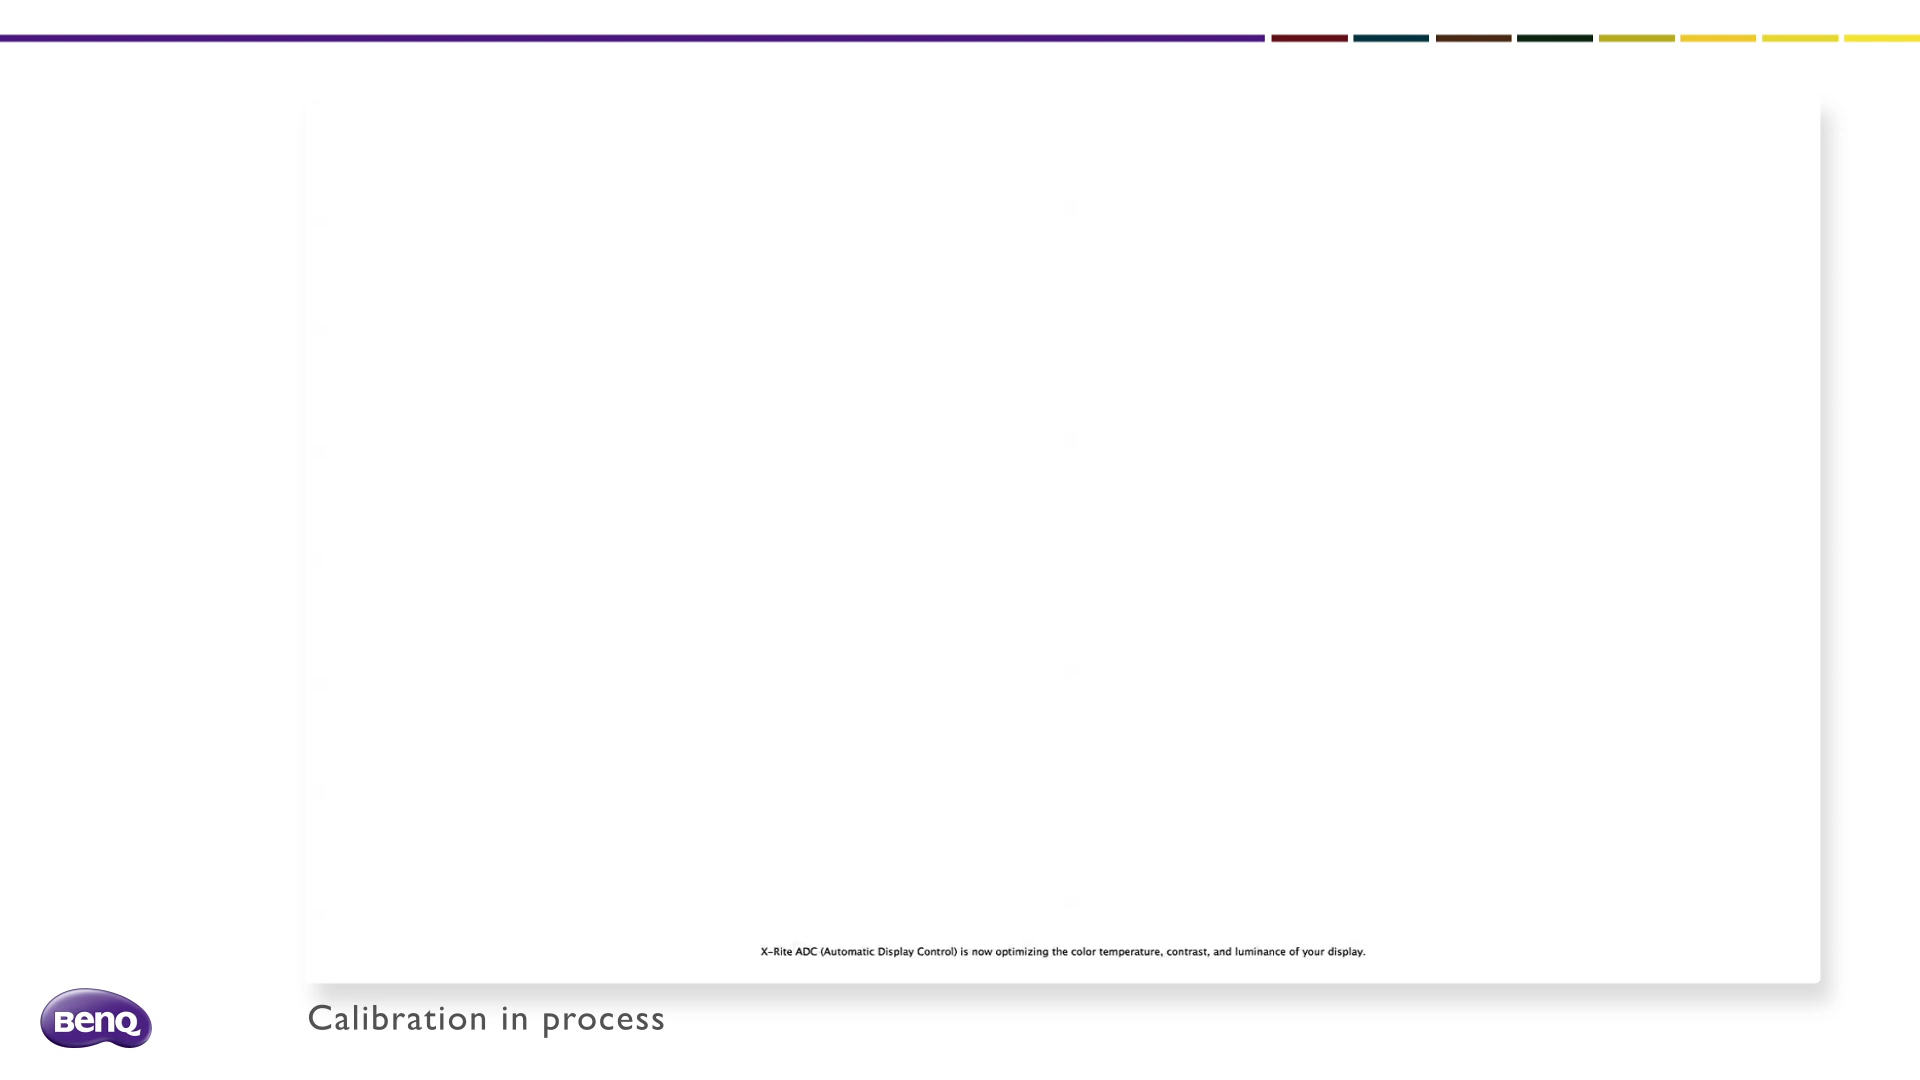 X-Rite ADC (Automatic Display Control) is now optimizing the color temperature, contrast, and luminance of your display.
BenQ
Calibration in process